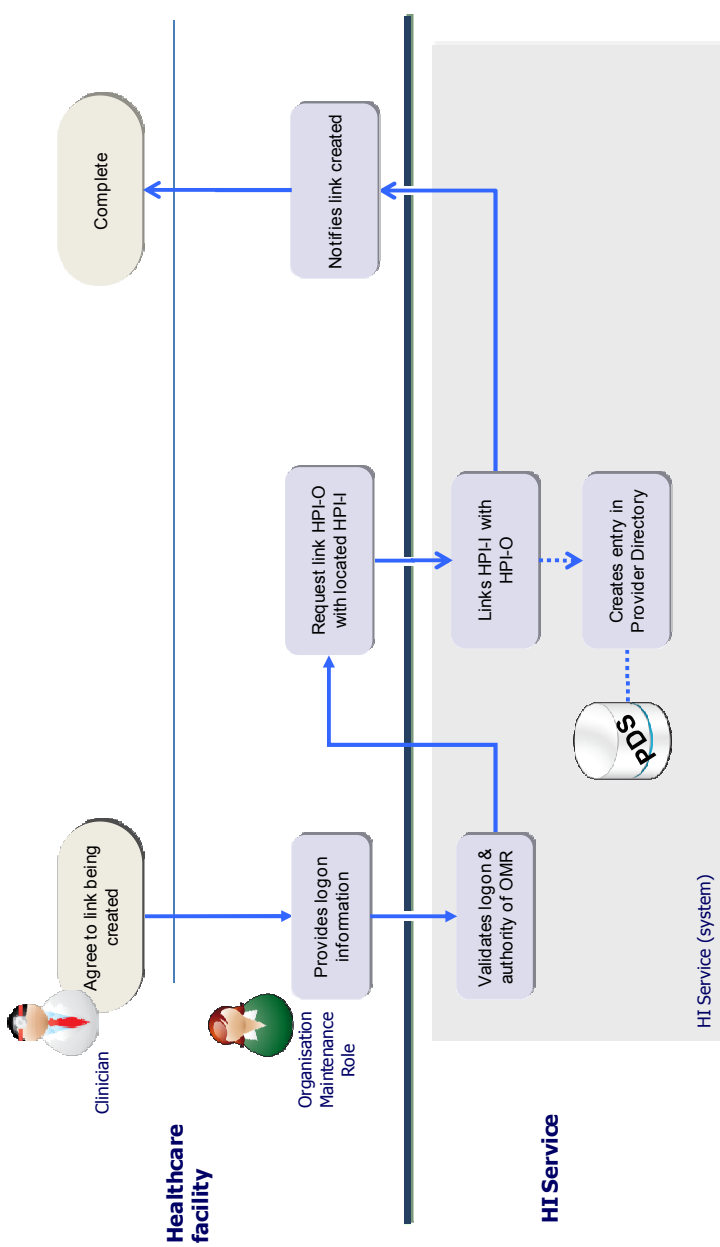 Healthcare
facility
Clinician
Agree to link being
created
Complete
Organisation
Maintenance
Role
Provides logon
information
Request link HPI-O
with located HPI-I
Notifies link created
HI Service
Validates logon &
authority of OMR
Links HPI-I with
HPI-O
Creates entry in
Provider Directory
PDS
HI Service (system)